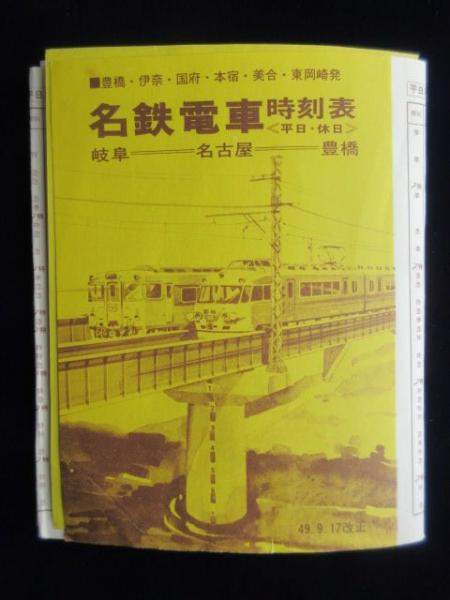 ■豊橋・伊奈・国府・本宿・美合・東岡崎発
名鉄電車時刻表
<平日・休日>
岐阜━━名古屋━━豊橋
49.9.17改正